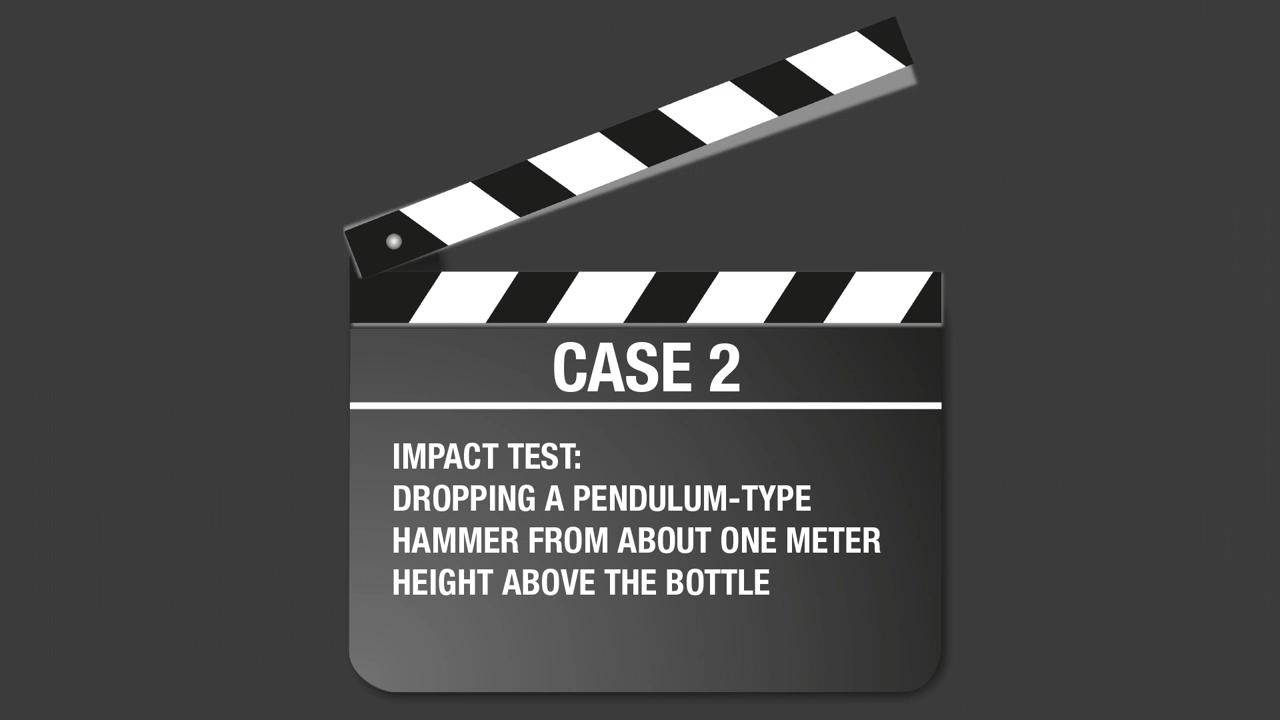 CASE 2
IMPACT TEST:
DROPPING A PENDULUM-TYPE
HAMMER FROM ABOUT ONE METER
HEIGHT ABOVE THE BOTTLE